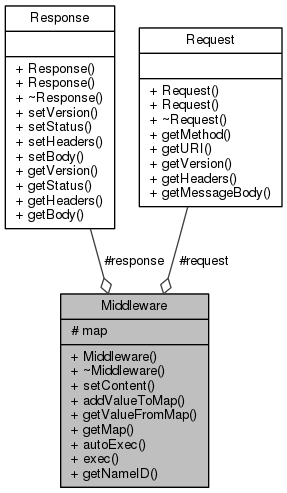 Response
+ Response()
+ Response()
+ ~Response()
+ setVersion()
+ setStatus()
+ setHeaders()
+ setBody()
+ getVersion()
+ getStatus()
+ getHeaders()
+ getBody()
Request
+ Request()
+ Request()
+ ~Request()
+ getMethod()
+ getURI()
+ getVersion()
+ getHeaders()
+ getMessageBody()
#response
#request
Middleware
# map
+ Middleware()
+ ~Middleware()
+ setContent()
+ addValueToMap()
+ getValueFromMap()
+ getMap()
+ autoExec()
+ exec()
+ getNameID()